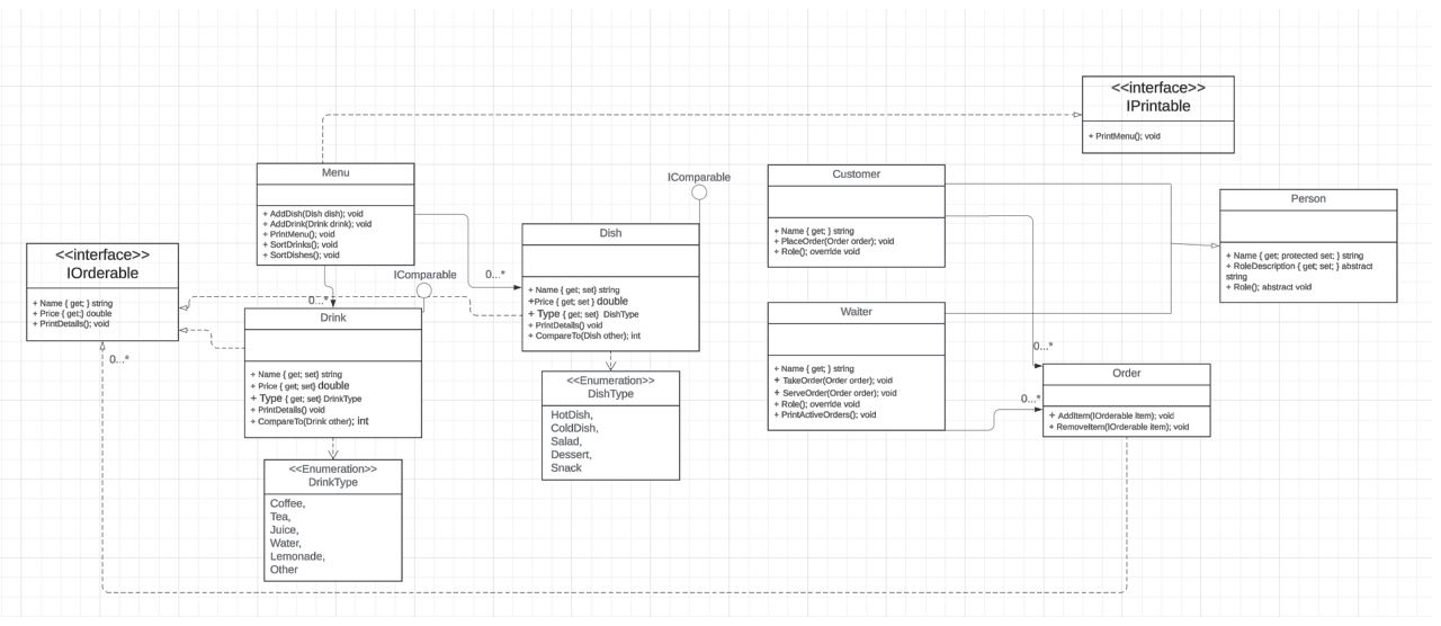 <<interface>>
IPrintable
+ PrintMenu(); void
Menu
+ AddDish(Dish dish); void
+ AddDrink(Drink drink); void
+ PrintMenu(); void
+ SortDrinks(); void
+ SortDishes(); void
IComparable
Customer
+ Name { get; } string
+ PlaceOrder(Order order); void
+ Role(); override void
Person
+ Name { get; protected set; } string
+ RoleDescription { get; set; } abstract
string
+ Role(); abstract void
<<interface>>
IOrderable
+ Name { get; } string
+ Price { get;} double
+ PrintDetails(); void
0...*
Dish
+ Name { get; set} string
+Price { get; set } double
+ Type { get; set} DishType
+ PrintDetails() void
+ CompareTo(Dish other); int
0...*
IComparable
0...*
Drink
+ Name { get; set} string
+ Price { get; set} double
+ Type { get; set} DrinkType
+ PrintDetails() void
+ CompareTo(Drink other); int
Waiter
+ Name { get; } string
+ TakeOrder(Order order); void
+ ServeOrder(Order order); void
+ Role(); override void
+ PrintActiveOrders(); void
0...*
0...*
Order
+ AddItem(IOrderable item); void
+ RemoveItem(IOrderable item); void
<<Enumeration>>
DishType
HotDish,
ColdDish,
Salad,
Dessert,
Snack
<<Enumeration>>
DrinkType
Coffee,
Tea,
Juice,
Water,
Lemonade,
Other